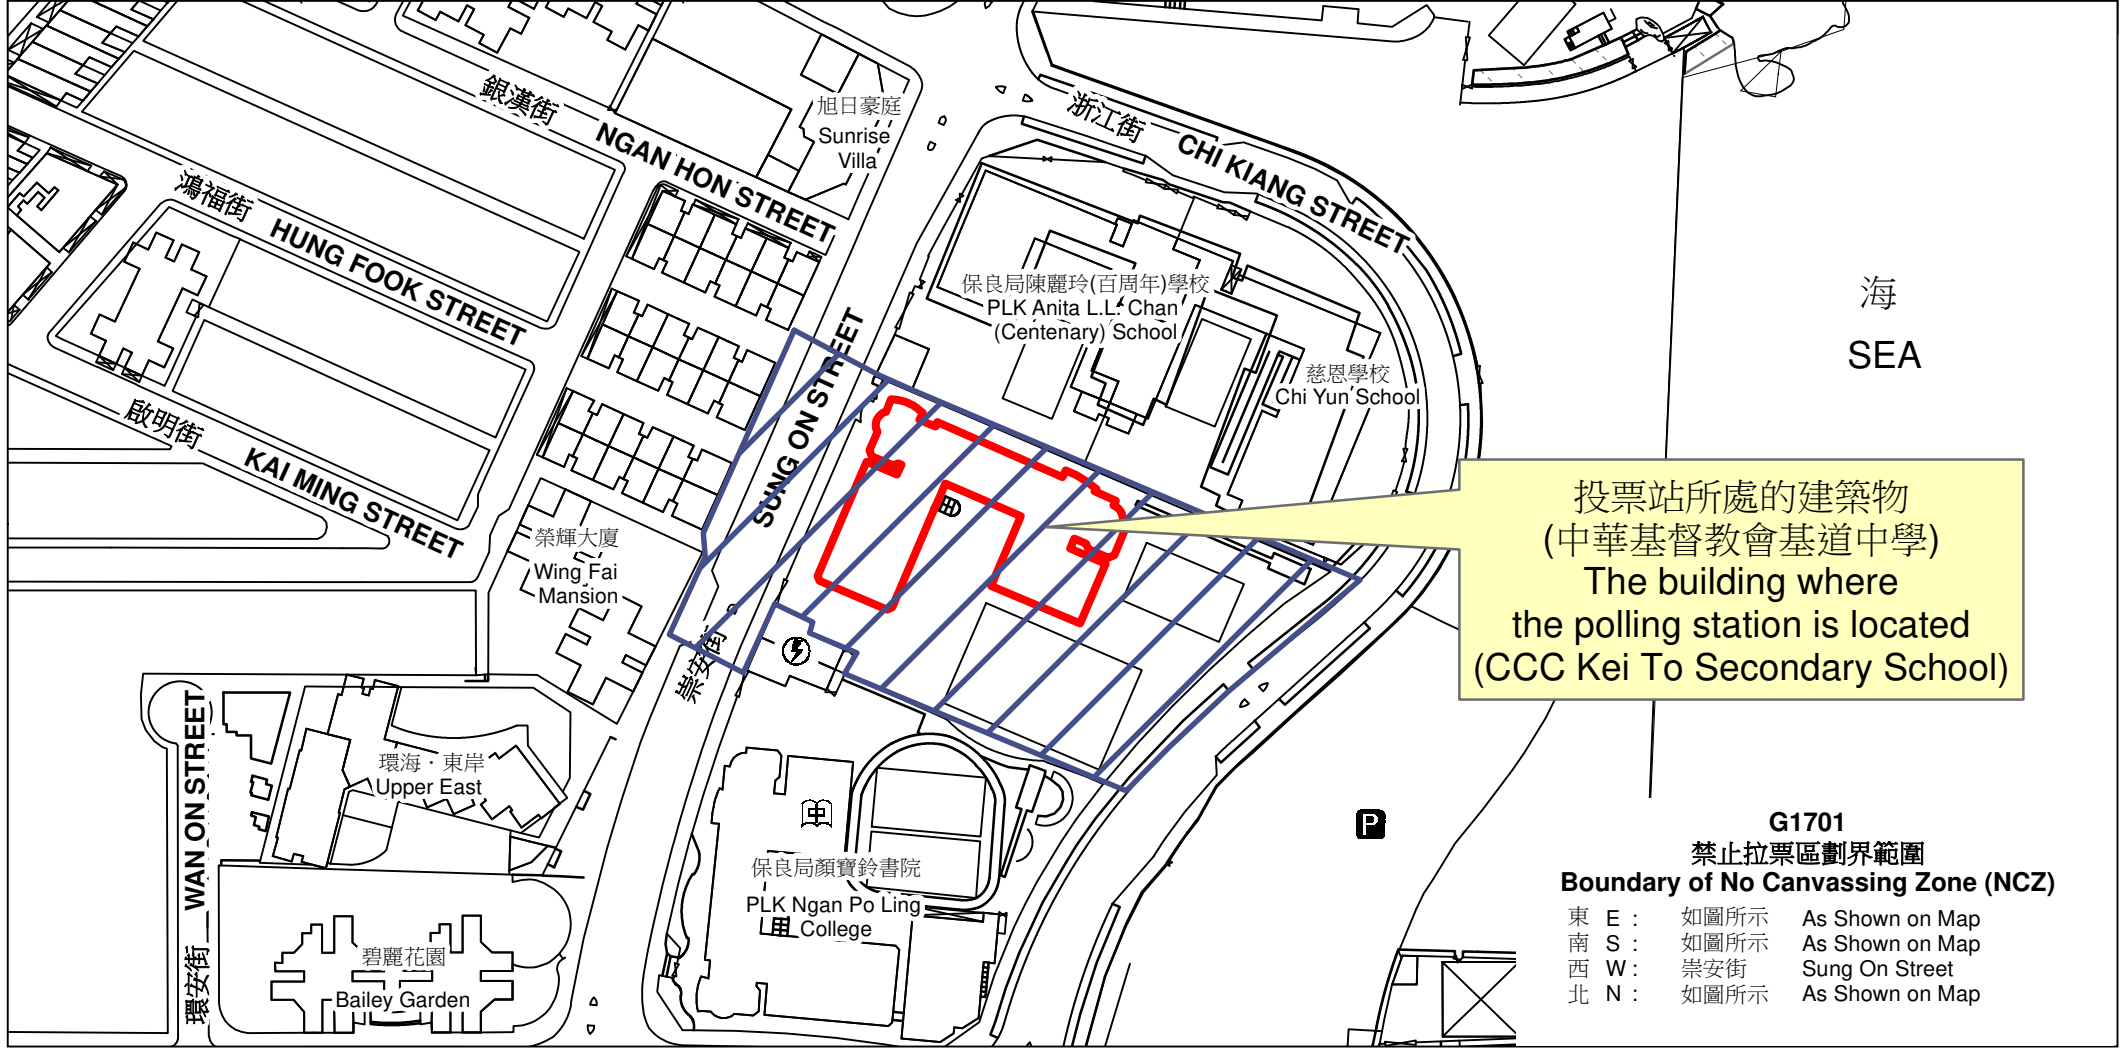 銀漢街
NGAN HON STREET
旭日豪庭
Sunrise
Villa
浙江街
CHI KIANG STREET
鴻福街
HUNG FOOK STREET
保良局陳麗玲(百周年)學校
PLK Anita L.L. Chan
(Centenary) School
慈恩學校
Chi Yun School
海
SEA
啟明街
KAI MING STREET
SUNG ON STREET
崇安街
榮輝大廈
Wing Fai
Mansion
投票站所處的建築物
(中華基督教會基道中學)
The building where
the polling station is located
(CCC Kei To Secondary School)
WAN ON STREET
環安街
環海．東岸
Upper East
保良局顏寶鈴書院
PLK Ngan Po Ling
College
碧麗花園
Bailey Garden
P
G1701
禁止拉票區劃界範圍
Boundary of No Canvassing Zone (NCZ)
東 E : 如圖所示 As Shown on Map
南 S : 如圖所示 As Shown on Map
西 W : 崇安街 Sung On Street
北 N : 如圖所示 As Shown on Map